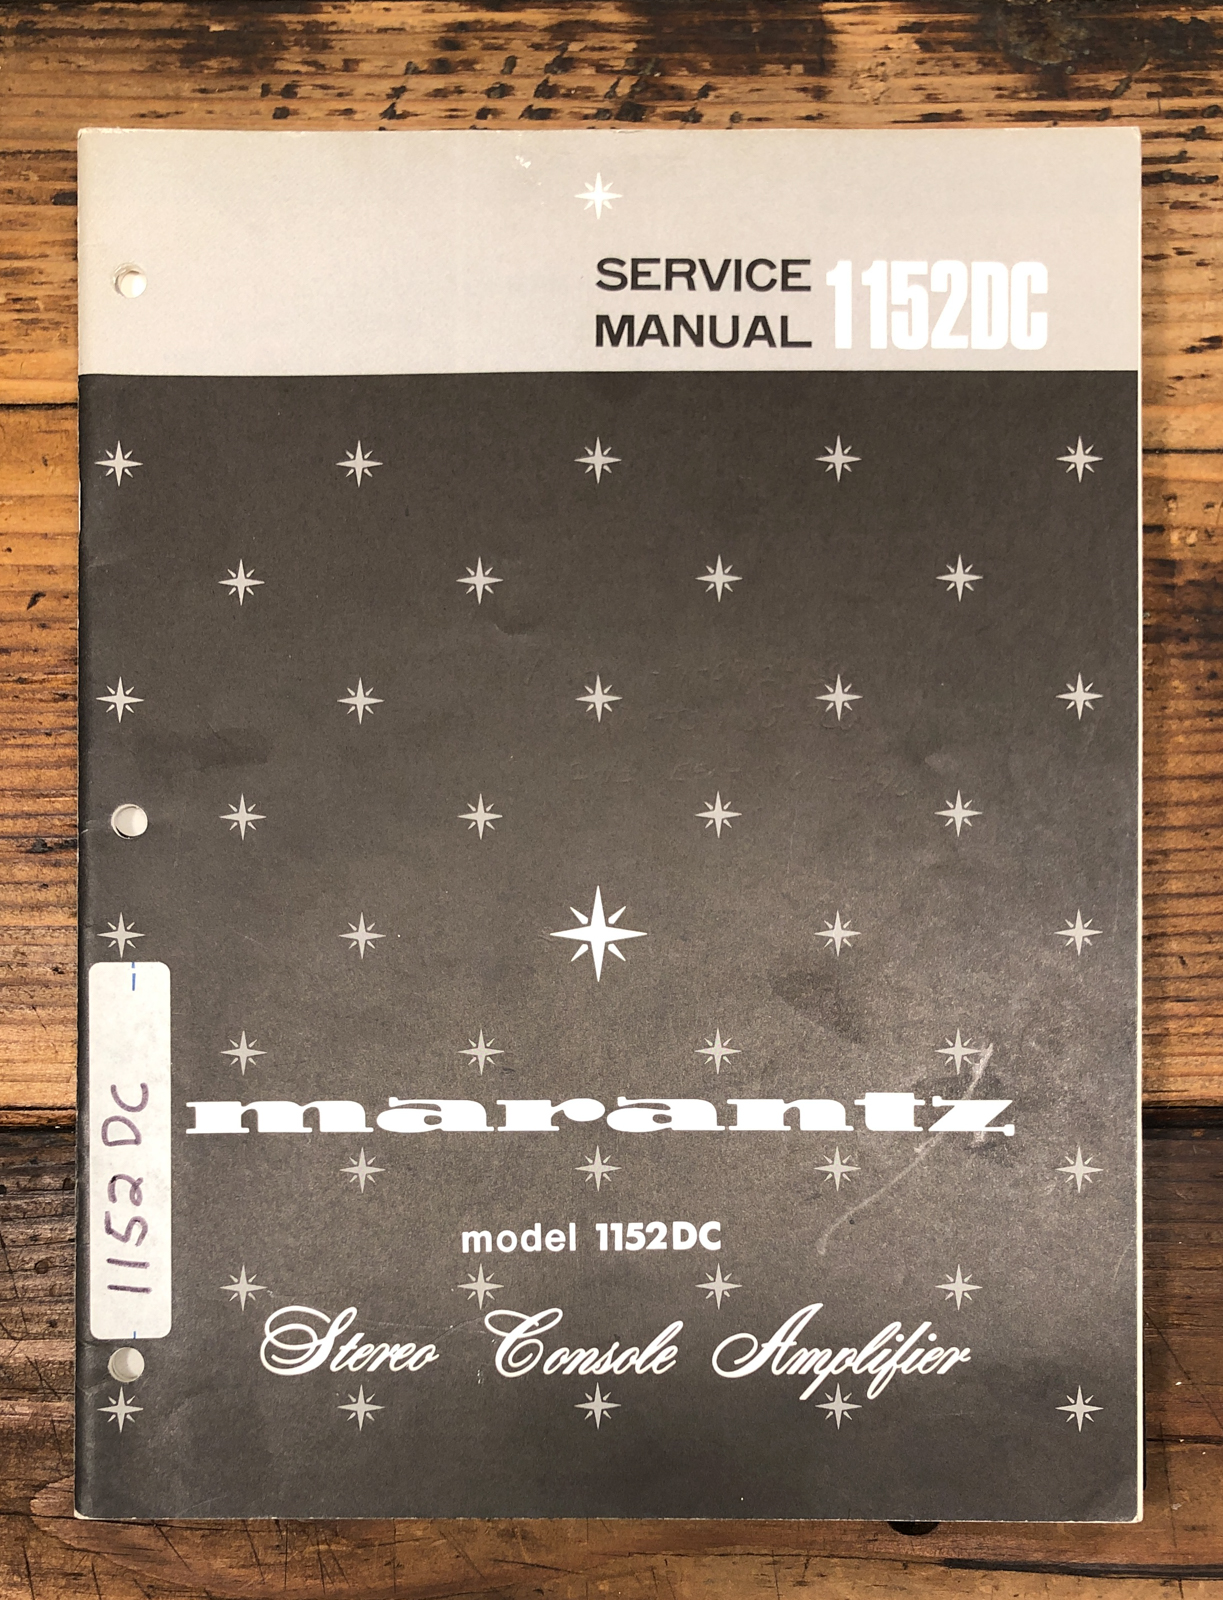 SERVICE
MANUAL 1152DC
marantz
model 1152DC
Stereo Console Amplifier
1152 DC